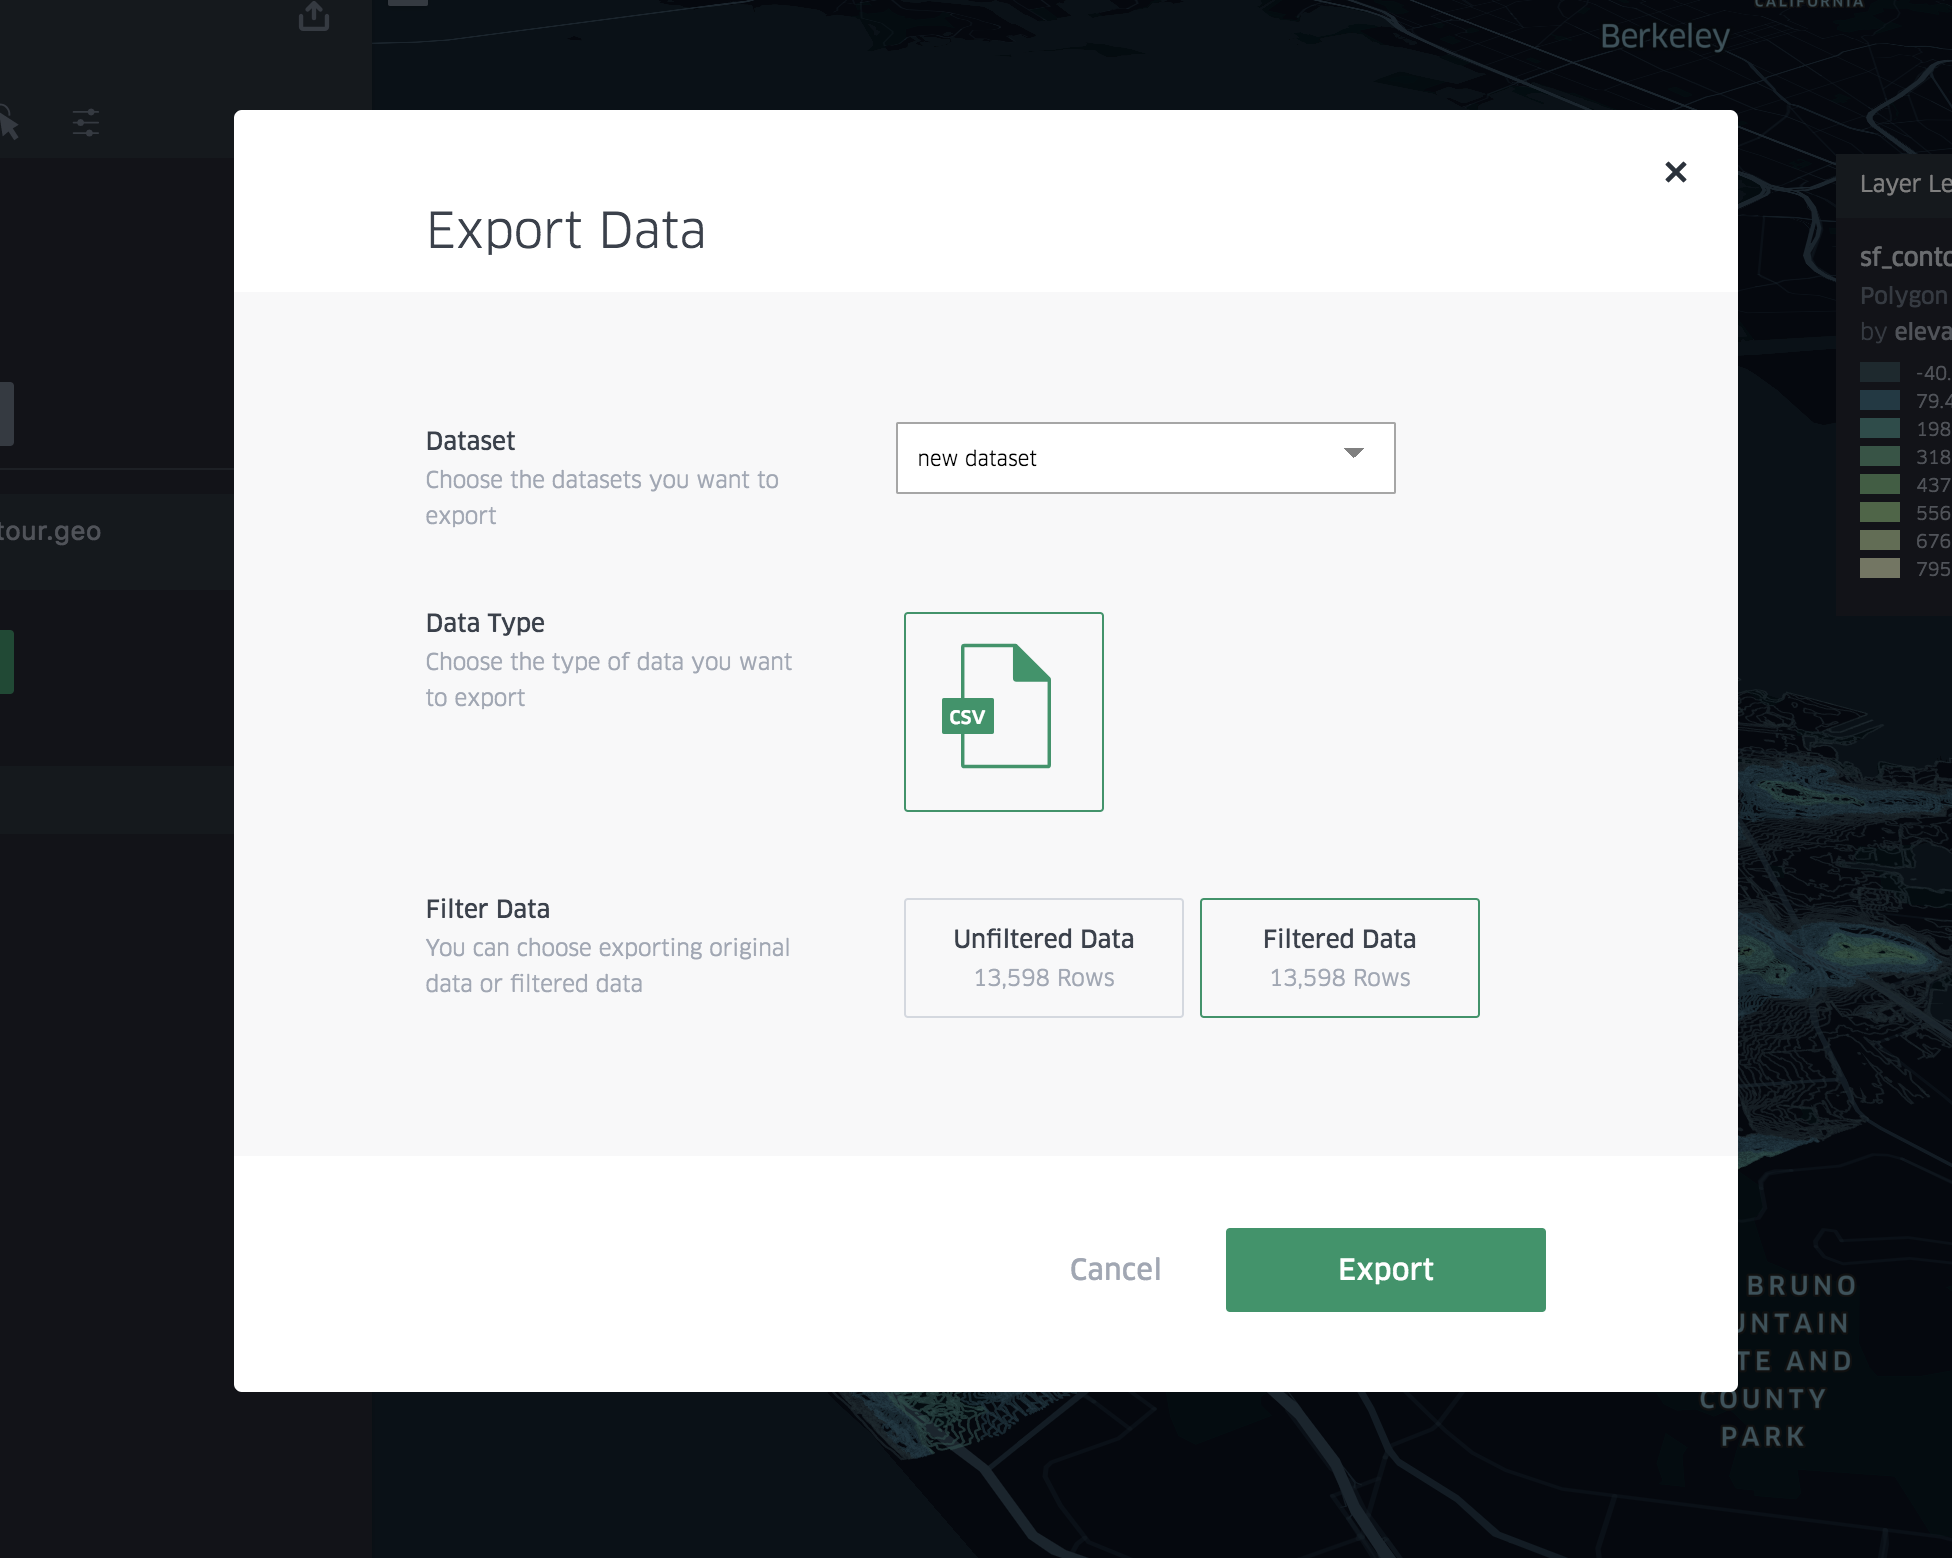 CALIFORNIA
Berkeley
Export Data
Layer Le
sf_conto
Polygon
by eleva
-40.
79.4
198
318
437
556
676
795
tour.geo
Dataset
Choose the datasets you want to
export
new dataset
Data Type
Choose the type of data you want
to export
CSV
Filter Data
You can choose exporting original
data or filtered data
Unfiltered Data
13,598 Rows
Filtered Data
13,598 Rows
Cancel
Export
BRUNO
UNTAIN
TE AND
COUNTY
PARK